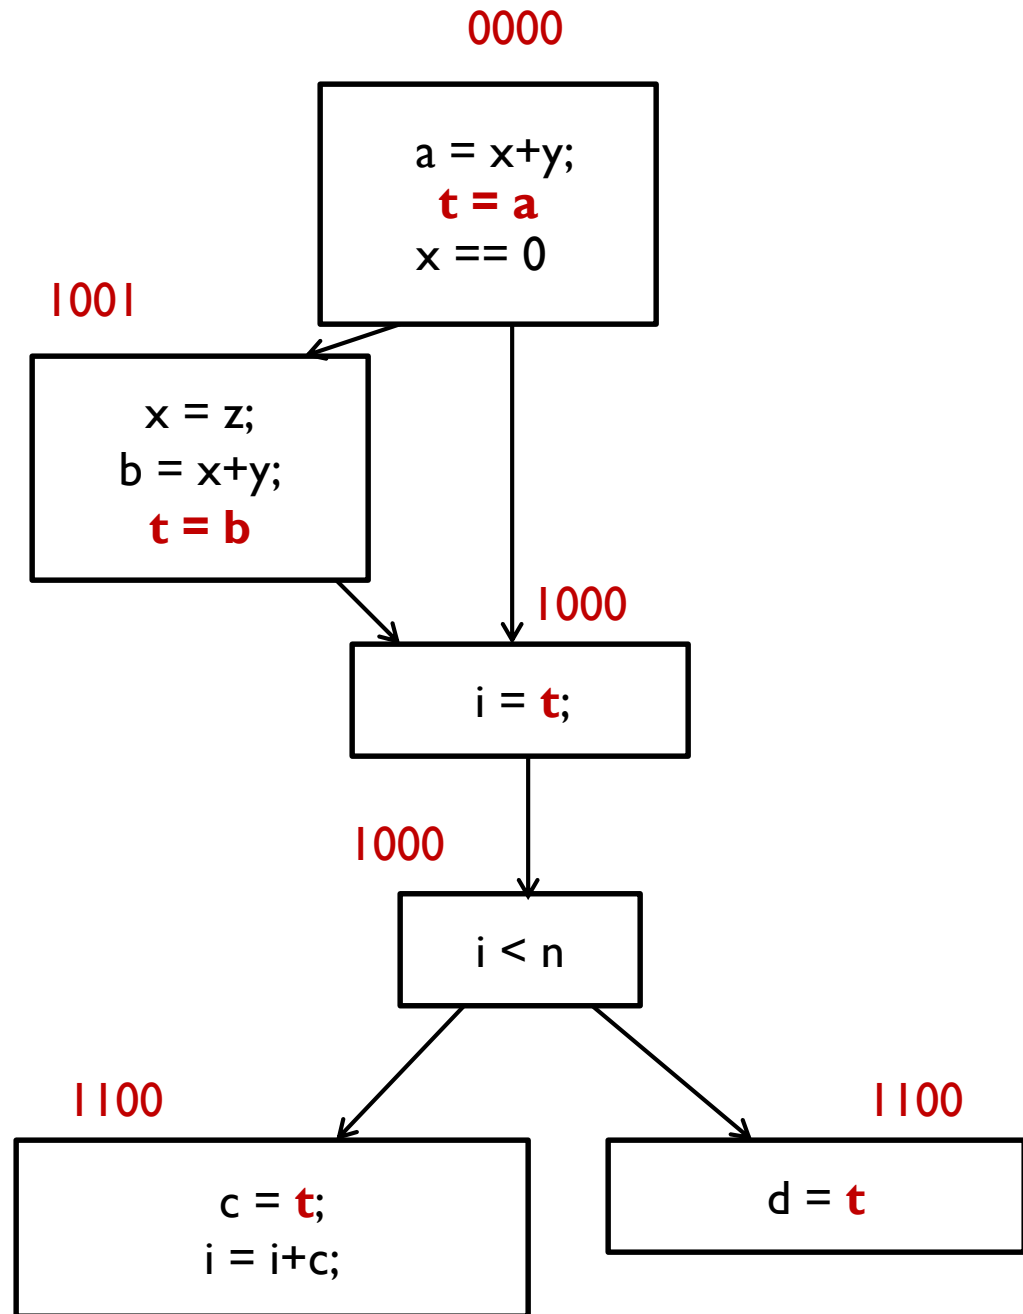 0000
a = x+y;
t = a
x == 0
1001
x = z;
b = x+y;
t = b
1000
i = t;
1000
i < n
1100
c = t;
i = i+c;
1100
d = t